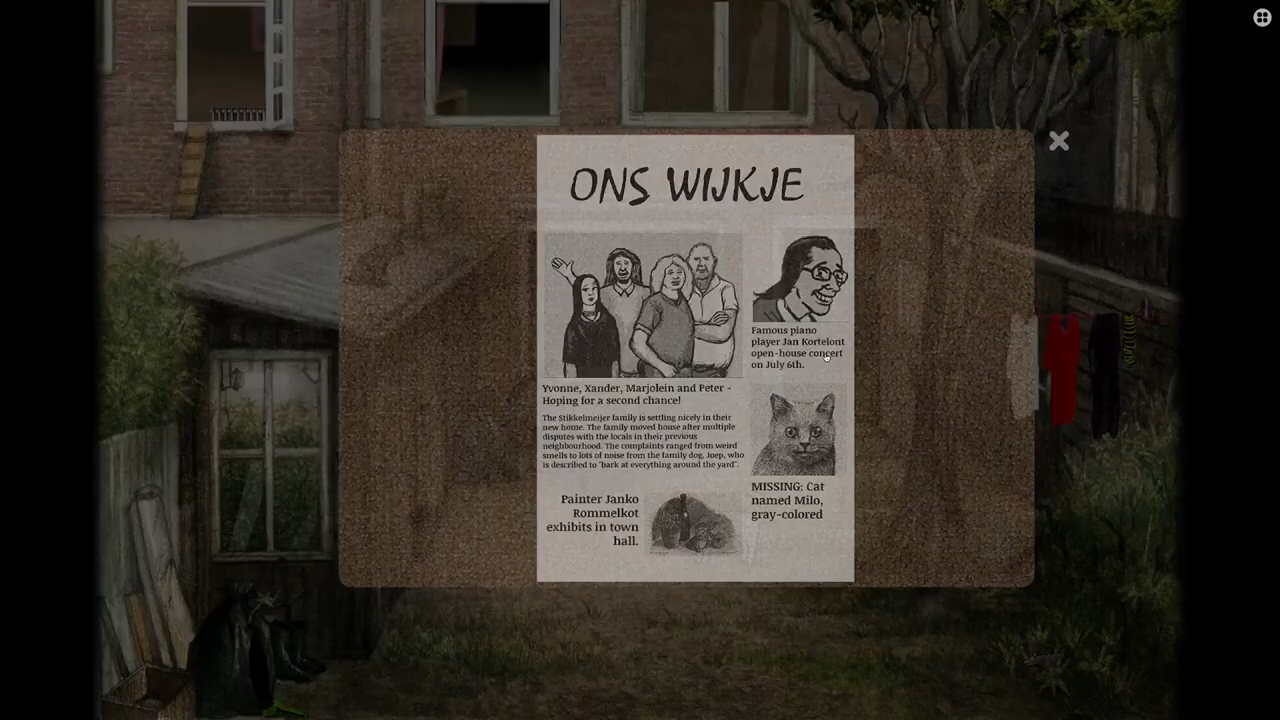 ONS WIJKJE
Yvonne, Xander, Marjolein and Peter -
Hoping for a second chance!
The Stikkelmeijer family is settling nicely in their
new home. The family moved house after multiple
disputes with the locals in their previous
neighbourhood. The complaints ranged from weird
smells to lots of noise from the family dog, Joep, who
is described to "bark at everything around the yard".
Painter Janko
Rommelkot
exhibits in town
hall.
Famous piano
player Jan Kortelont
open-house concert
on July 6th.
MISSING: Cat
named Milo,
gray-colored